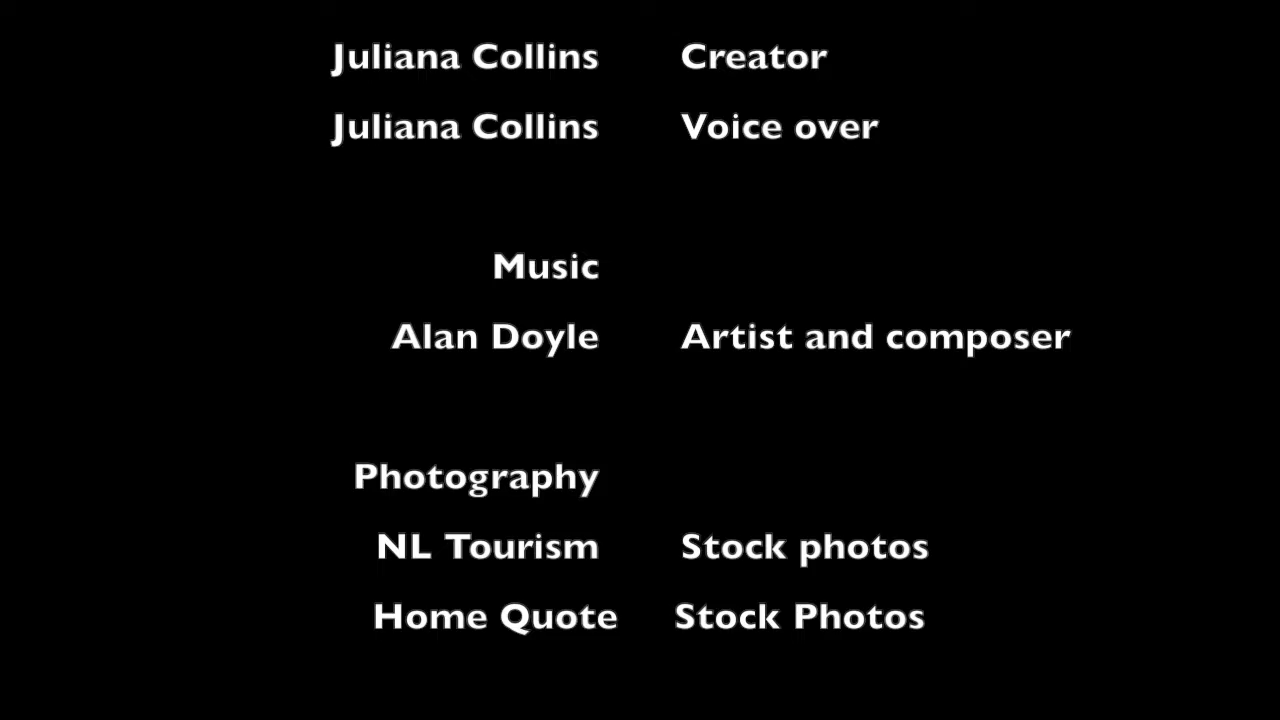 Juliana Collins Creator
Juliana Collins Voice over
Music
Alan Doyle Artist and composer
Photography
NL Tourism Stock photos
Home Quote Stock Photos